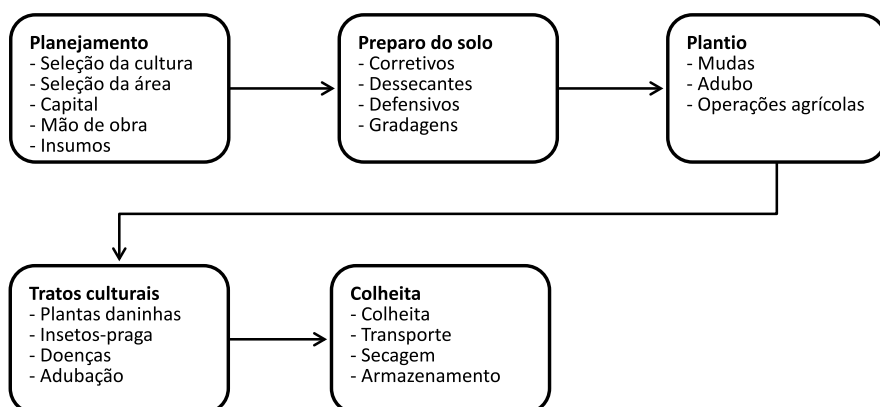 Planejamento
- Seleção da cultura
- Seleção da área
- Capital
- Mão de obra
- Insumos
Preparo do solo
- Corretivos
- Dessecantes
- Defensivos
- Gradagens
Plantio
- Mudas
- Adubo
- Operações agrícolas
Tratos culturais
- Plantas daninhas
- Insetos-praga
- Doenças
- Adubação
Colheita
- Colheita
- Transporte
- Secagem
- Armazenamento